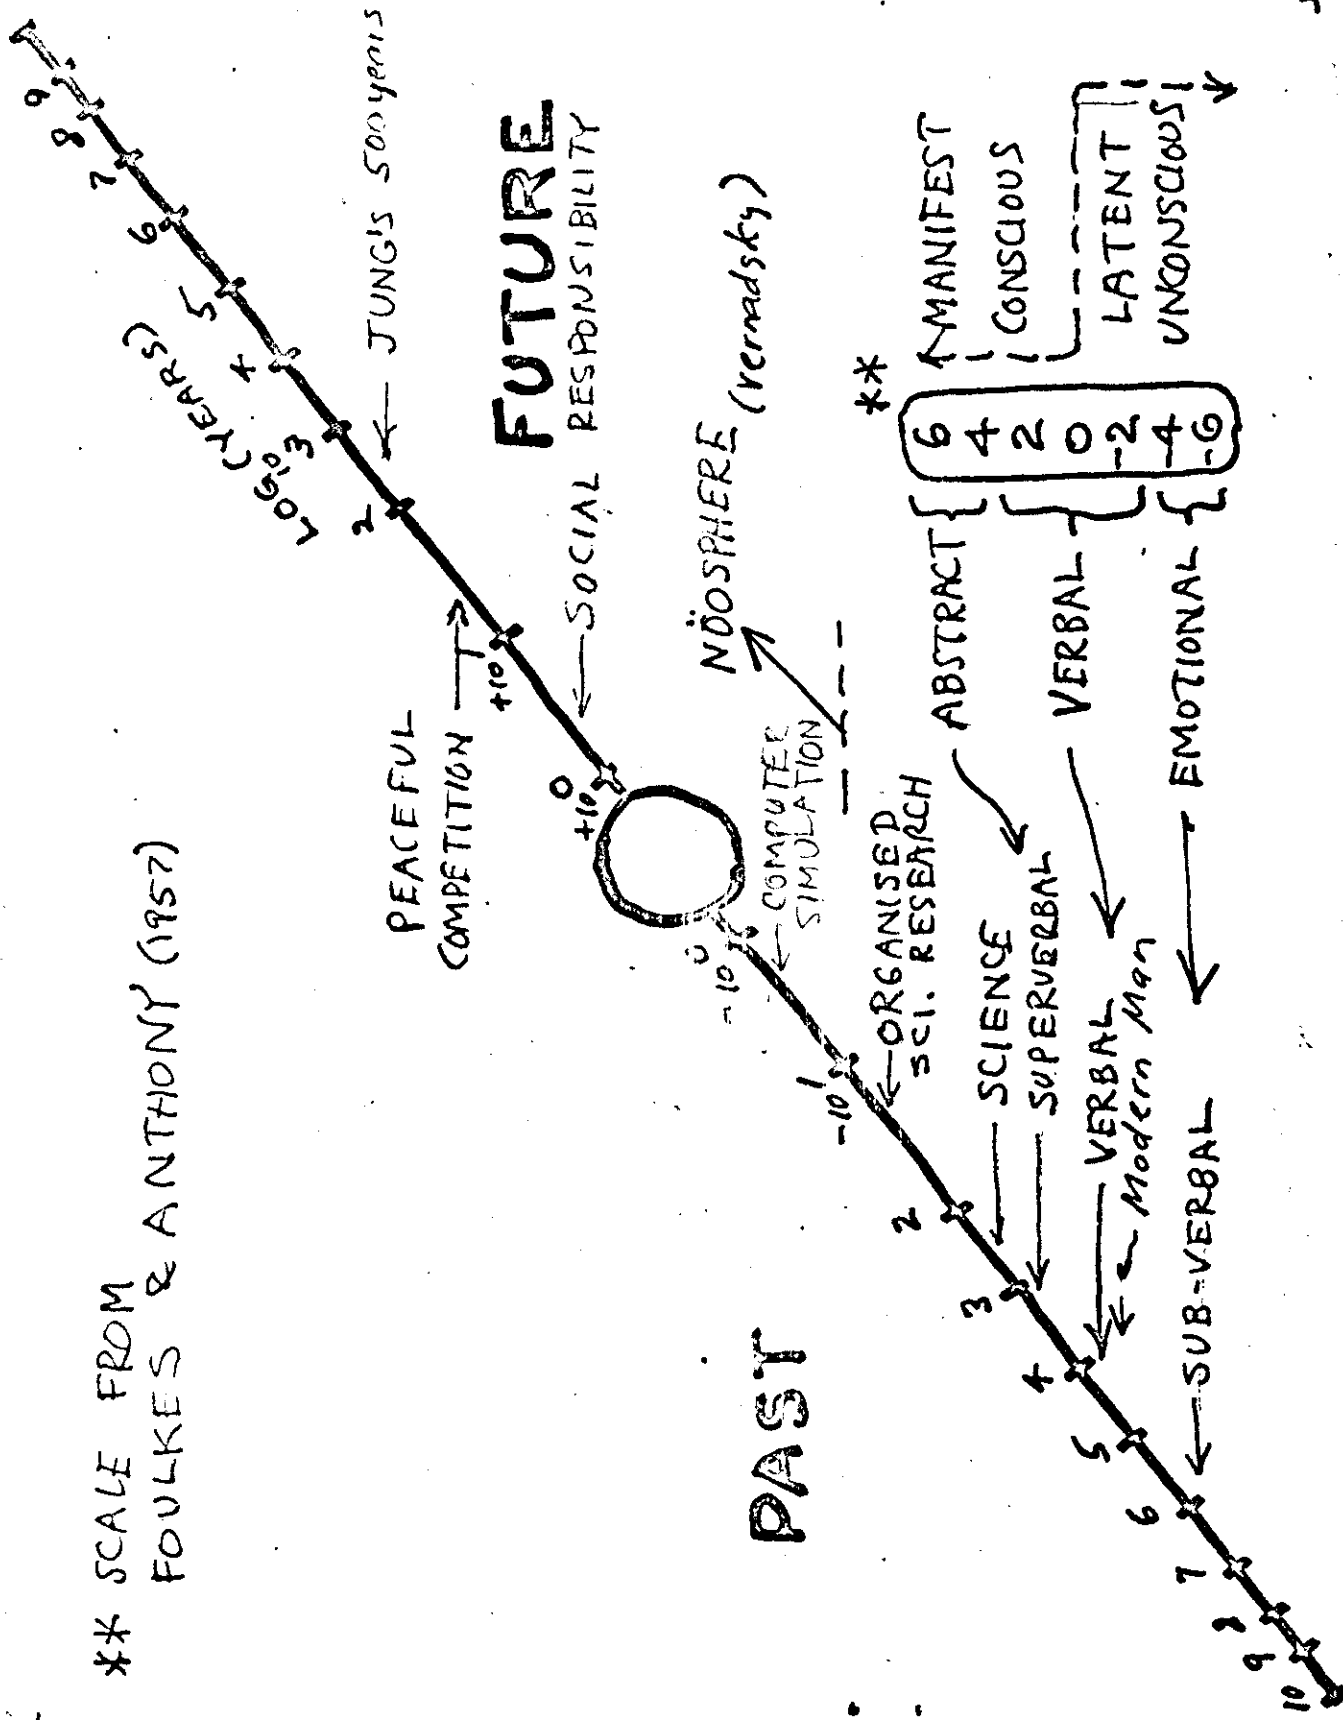 ** SCALE FROM
FOULKES & ANTHONY (1957)
PAST
FUTURE
LOG10 (YEARS)
10
9
8
7
6
5
4
3
2
-10 1
-10 0
+10 0
+10
2
3
4
5
6
7
8
9
PEACEFUL
COMPETITION
JUNG'S 500 years
SOCIAL RESPONSIBILITY
NÖOSPHERE (vernadsky)
COMPUTER
SIMULATION
ORGANISED
SCI. RESEARCH
SCIENCE
SUPERVERBAL
VERBAL
Modern Man
SUB-VERBAL
ABSTRACT
VERBAL
EMOTIONAL
**
6
4
2
0
-2
-4
-6
MANIFEST
CONSCIOUS
LATENT
UNCONSCIOUS